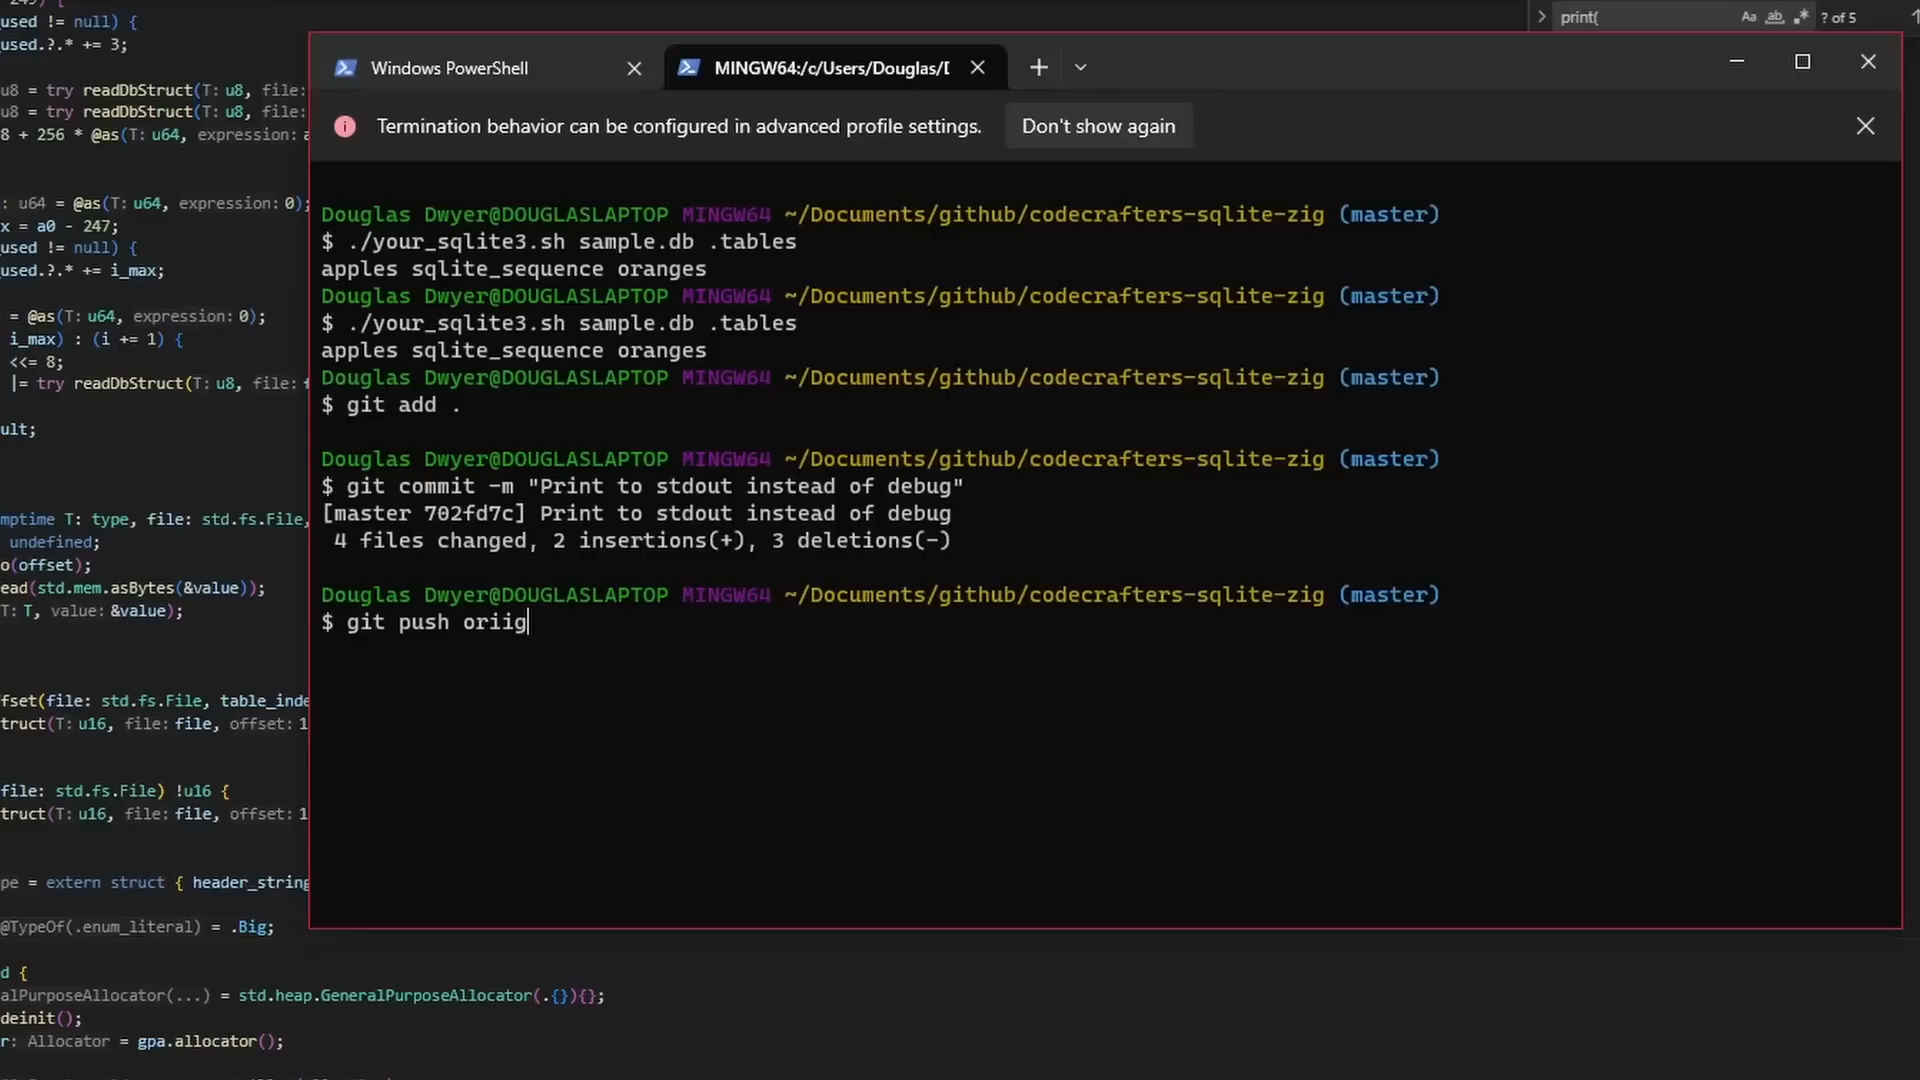 used != null) {
used.?.* += 3;
u8 = try readDbStruct(T: u8, file:
u8 = try readDbStruct(T: u8, file:
8 + 256 * @as(T: u64, expression:
: u64 = @as(T: u64, expression: 0);
x = a0 - 247;
used != null) {
used.?.* += i_max;
= @as(T: u64, expression: 0);
i_max) : (i += 1) {
<<= 8;
|= try readDbStruct(T: u8, file:
ult;
mptime T: type, file: std.fs.File,
undefined;
o(offset);
ead(std.mem.asBytes(&value));
T: T, value: &value);
fset(file: std.fs.File, table_inde
truct(T: u16, file: file, offset: 1
file: std.fs.File) !u16 {
truct(T: u16, file: file, offset: 1
pe = extern struct { header_string
@TypeOf(.enum_literal) = .Big;
d {
alPurposeAllocator(...) = std.heap.GeneralPurposeAllocator(.{}){};
deinit();
r: Allocator = gpa.allocator();
print(
Aa ab .* ? of 5
Windows PowerShell
MINGW64:/c/Users/Douglas/D
Termination behavior can be configured in advanced profile settings.
Don't show again
Douglas Dwyer@DOUGLASLAPTOP MINGW64 ~/Documents/github/codecrafters-sqlite-zig (master)
$ ./your_sqlite3.sh sample.db .tables
apples sqlite_sequence oranges
Douglas Dwyer@DOUGLASLAPTOP MINGW64 ~/Documents/github/codecrafters-sqlite-zig (master)
$ ./your_sqlite3.sh sample.db .tables
apples sqlite_sequence oranges
Douglas Dwyer@DOUGLASLAPTOP MINGW64 ~/Documents/github/codecrafters-sqlite-zig (master)
$ git add .
Douglas Dwyer@DOUGLASLAPTOP MINGW64 ~/Documents/github/codecrafters-sqlite-zig (master)
$ git commit -m "Print to stdout instead of debug"
[master 702fd7c] Print to stdout instead of debug
4 files changed, 2 insertions(+), 3 deletions(-)
Douglas Dwyer@DOUGLASLAPTOP MINGW64 ~/Documents/github/codecrafters-sqlite-zig (master)
$ git push oriig